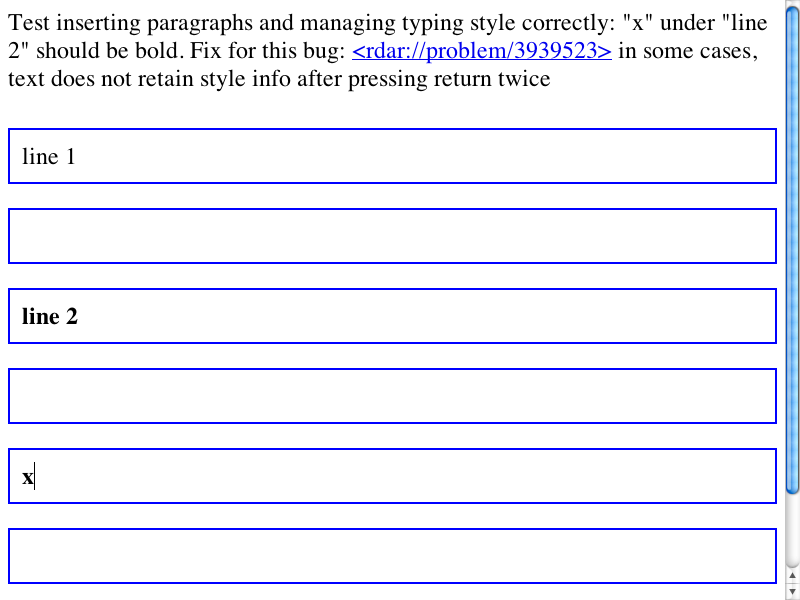 Test inserting paragraphs and managing typing style correctly: "x" under "line
2" should be bold. Fix for this bug: <rdar://problem/3939523> in some cases,
text does not retain style info after pressing return twice
line 1
line 2
x